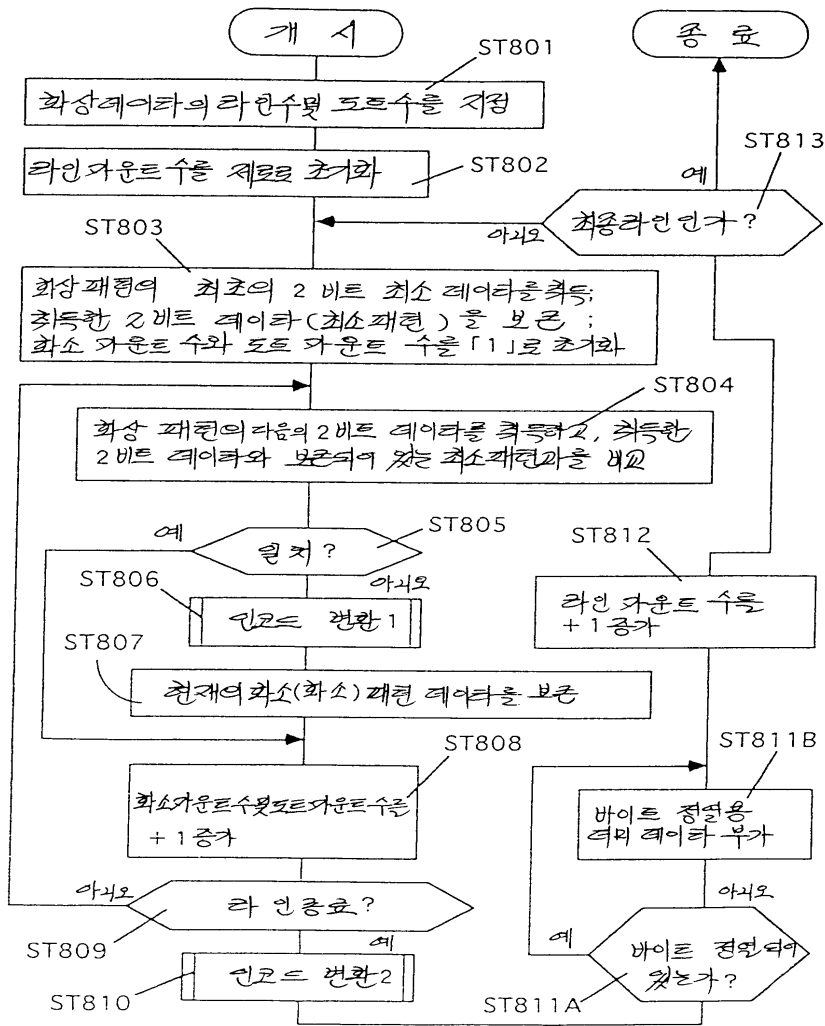 개 시
종 료
ST801
화상데이타의 라인수및 도트수를 지정
ST802
라인카운트수를 제로로 초기화
ST813
예
최종라인인가?
아니오
ST803
화상패턴의 최초의 2 비트 최소 데이타를취득;
취득한 2비트 데이타(최소패턴)을 보존 ;
화소 카운트 수와 도트 카운트 수를「1」로 초기화
ST804
화상 패턴의다음의2비트 데이타를 취득하고, 취득한
2비트 데이타와 보존되어 있는 최소패턴과를 비교
예
ST805
일치?
아니오
ST806
인코드 변환1
ST807
현재의화소(화소)패턴 데이타를 보존
ST808
화소카운트수및도트카운트수를
+1증가
아니오
라인종료?
ST809
예
인코드 변환2
ST810
ST812
라인 카운트 수를
+1증가
ST811B
바이트 정열용
더미 데이타 부가
아니오
예
바이트 정열되어
있는가?
ST811A